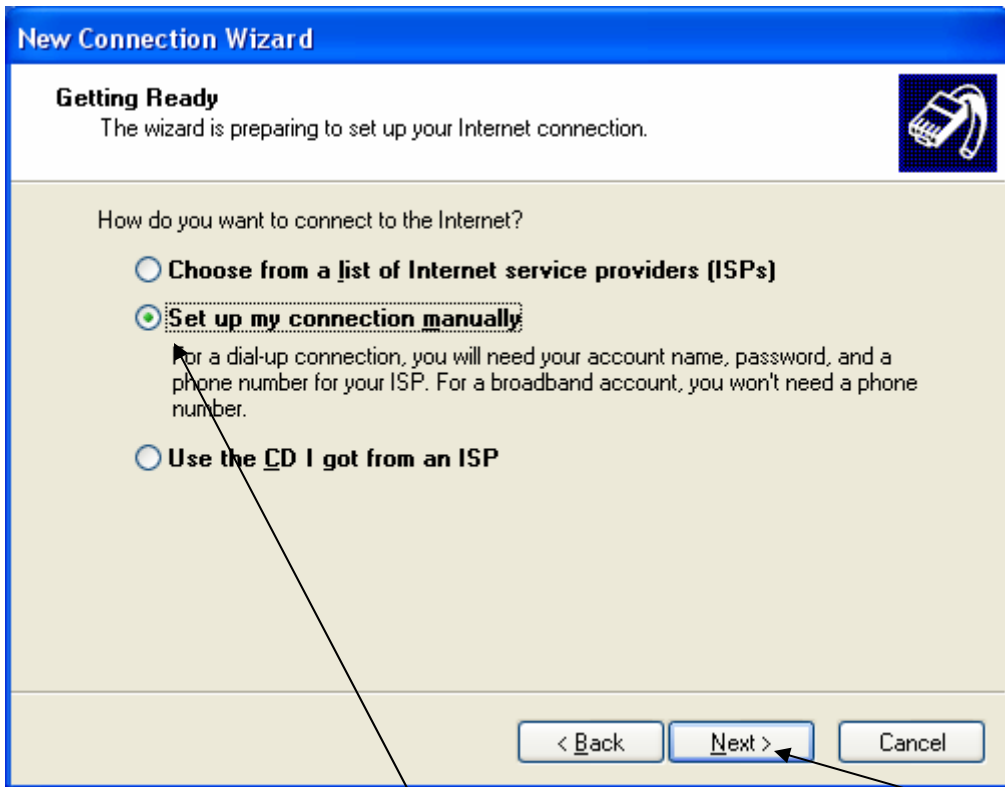 New Connection Wizard
Getting Ready
The wizard is preparing to set up your Internet connection.
How do you want to connect to the Internet?
Choose from a list of Internet service providers (ISPs)
Set up my connection manually
For a dial-up connection, you will need your account name, password, and a
phone number for your ISP. For a broadband account, you won't need a phone
number.
Use the CD I got from an ISP
< Back Next > Cancel